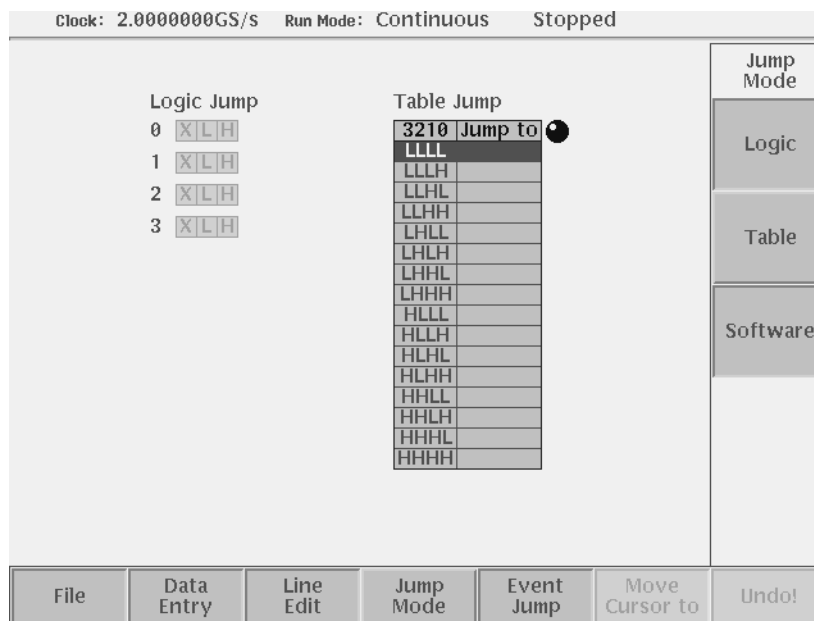 Clock: 2.0000000GS/s Run Mode: Continuous Stopped
Jump
Mode
Logic
Table
Software
Logic Jump
0 X L H
1 X L H
2 X L H
3 X L H
Table Jump
3210 Jump to
LLLL
LLLH
LLHL
LLHH
LHLL
LHLH
LHHL
LHHH
HLLL
HLLH
HLHL
HLHH
HHLL
HHLH
HHHL
HHHH
File
Data
Entry
Line
Edit
Jump
Mode
Event
Jump
Move
Cursor to
Undo!